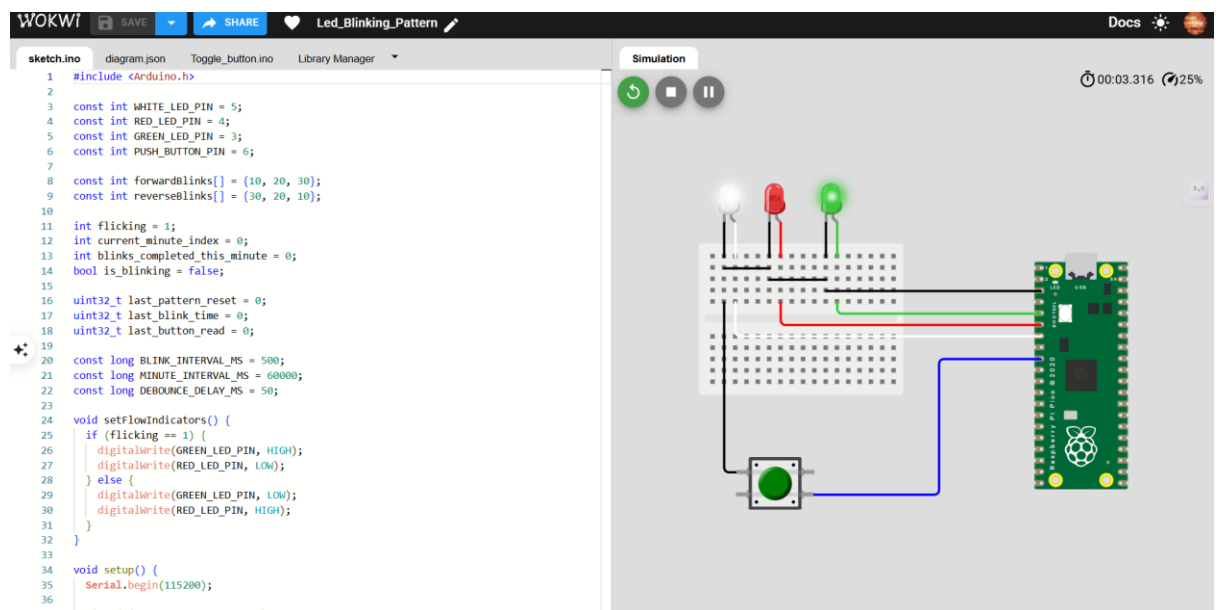 WOKWI SAVE SHARE Led_Blinking_Pattern Docs
sketch.ino diagram.json Toggle_button.ino Library Manager
1 #include <Arduino.h>
2
3 const int WHITE_LED_PIN = 5;
4 const int RED_LED_PIN = 4;
5 const int GREEN_LED_PIN = 3;
6 const int PUSH_BUTTON_PIN = 6;
7
8 const int forwardBlinks[] = {10, 20, 30};
9 const int reverseBlinks[] = {30, 20, 10};
10
11 int flicking = 1;
12 int current_minute_index = 0;
13 int blinks_completed_this_minute = 0;
14 bool is_blinking = false;
15
16 uint32_t last_pattern_reset = 0;
17 uint32_t last_blink_time = 0;
18 uint32_t last_button_read = 0;
19
20 const long BLINK_INTERVAL_MS = 500;
21 const long MINUTE_INTERVAL_MS = 60000;
22 const long DEBOUNCE_DELAY_MS = 50;
23
24 void setFlowIndicators() {
25 if (flicking == 1) {
26 digitalWrite(GREEN_LED_PIN, HIGH);
27 digitalWrite(RED_LED_PIN, LOW);
28 } else {
29 digitalWrite(GREEN_LED_PIN, LOW);
30 digitalWrite(RED_LED_PIN, HIGH);
31 }
32 }
33
34 void setup() {
35 Serial.begin(115200);
36
Simulation
00:03.316 25%
LED
USB
BOOTSEL
Raspberry Pi Pico © 2020